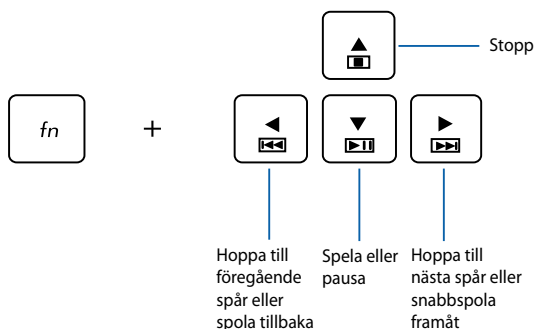 Stopp
fn
+
Hoppa till
föregående
spår eller
spola tillbaka
Spela eller
pausa
Hoppa till
nästa spår eller
snabbspola
framåt